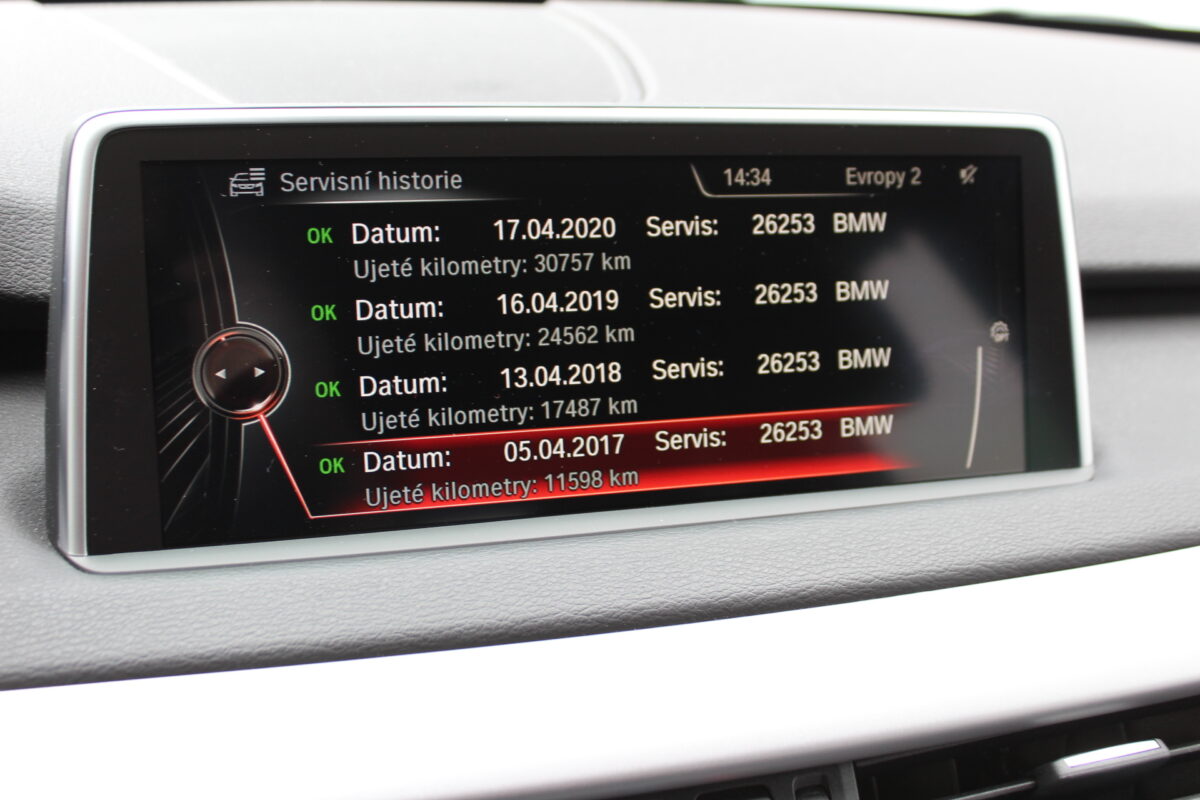 Servisní historie 14:34 Evropy 2
OK Datum: 17.04.2020 Servis: 26253 BMW
Ujeté kilometry: 30757 km
OK Datum: 16.04.2019 Servis: 26253 BMW
Ujeté kilometry: 24562 km
OK Datum: 13.04.2018 Servis: 26253 BMW
Ujeté kilometry: 17487 km
OK Datum: 05.04.2017 Servis: 26253 BMW
Ujeté kilometry: 11598 km